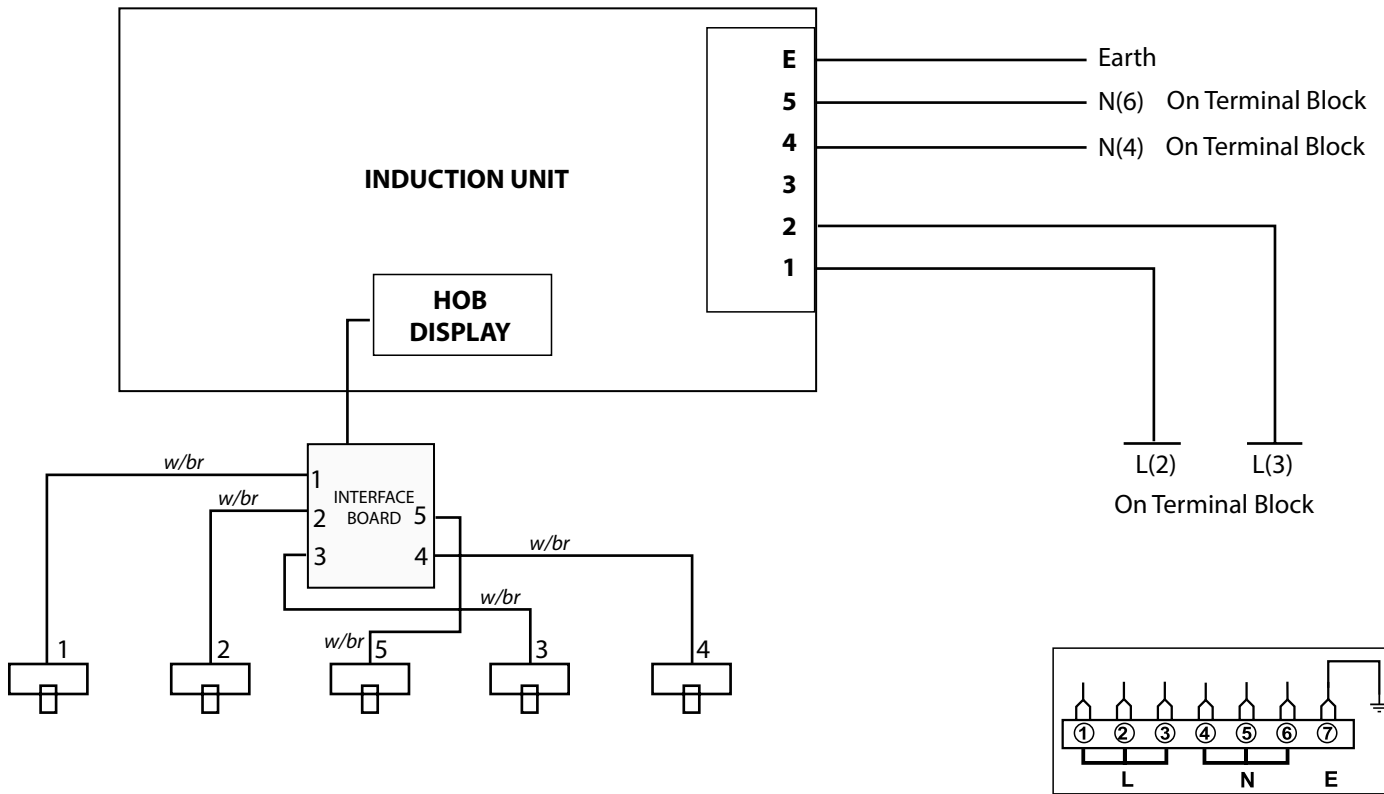 E
Earth
5
N(6) On Terminal Block
4
N(4) On Terminal Block
INDUCTION UNIT
3
2
1
HOB
DISPLAY
L(2)
L(3)
On Terminal Block
w/br
1
w/br
INTERFACE
BOARD
2
5
3
4
w/br
w/br
w/br
1
2
5
3
4
1
2
3
4
5
6
7
L
N
E